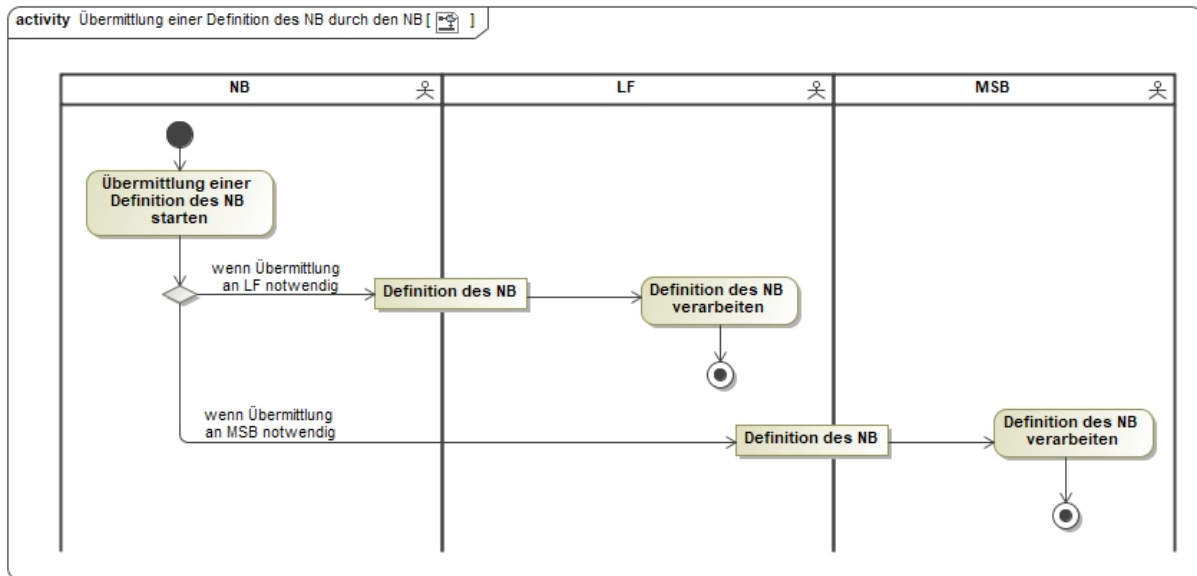 activity Übermittlung einer Definition des NB durch den NB [ ]
NB
LF
MSB
Übermittlung einer
Definition des NB
starten
wenn Übermittlung
an LF notwendig
Definition des NB
Definition des NB
verarbeiten
wenn Übermittlung
an MSB notwendig
Definition des NB
Definition des NB
verarbeiten